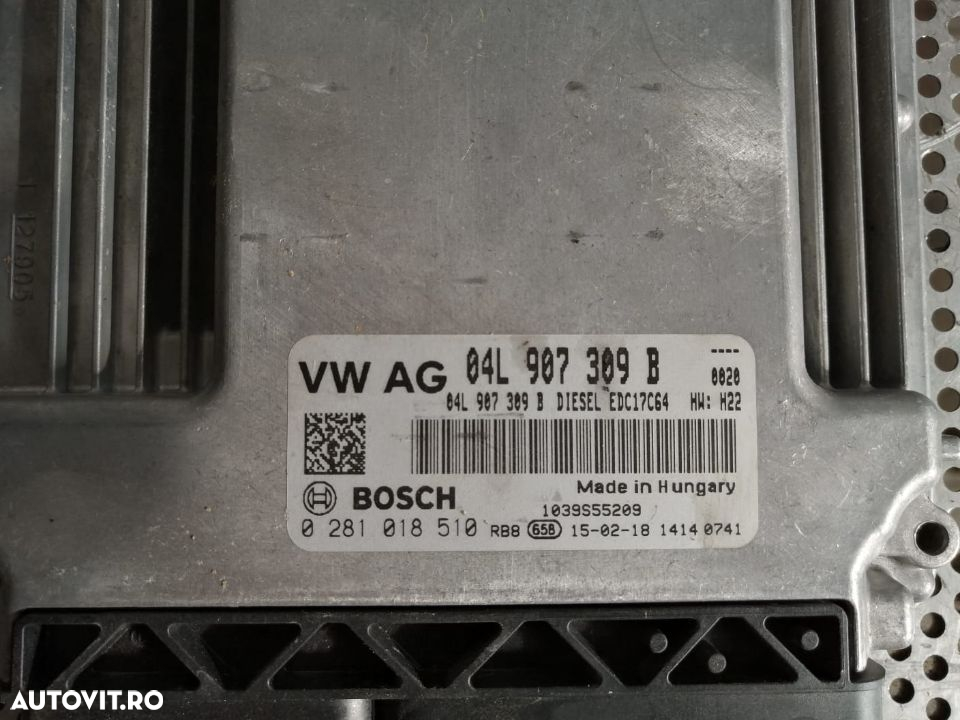 127905
VW AG 04L 907 309 B ----
0020
04L 907 309 B DIESEL EDC17C64 HW: H22
BOSCH Made in Hungary
1039S55209
0 281 018 510 RB8 65B 15-02-18 1414 0741
AUTOVIT.RO